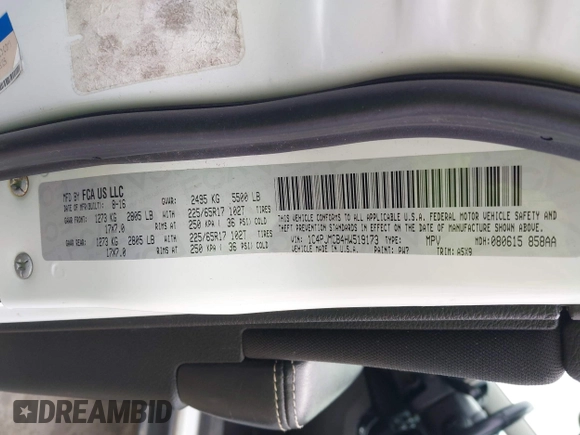 MFD BY FCA US LLC
DATE OF MFG(BUILT): 8-16
GVWR: 2495 KG 5500 LB
GAWR FRONT: 1273 KG 2805 LB WITH 225/65R17 102T TIRES
17X7.0 RIMS AT 250 KPA( 36 PSI) COLD
GAWR REAR: 1273 KG 2805 LB WITH 225/65R17 102T TIRES
17X7.0 RIMS AT 250 KPA( 36 PSI) COLD
THIS VEHICLE CONFORMS TO ALL APPLICABLE U.S.A. FEDERAL MOTOR VEHICLE SAFETY AND
THEFT PREVENTION STANDARDS IN EFFECT ON THE DATE OF MANUFACTURE SHOWN ABOVE.
VIN: 1C4PJMCB4HW519173 MPV MDH: 080615 858AA
VEHICLE MADE IN U.S.A. PAINT: PW7 TRIM: A5X9
DREAMBID